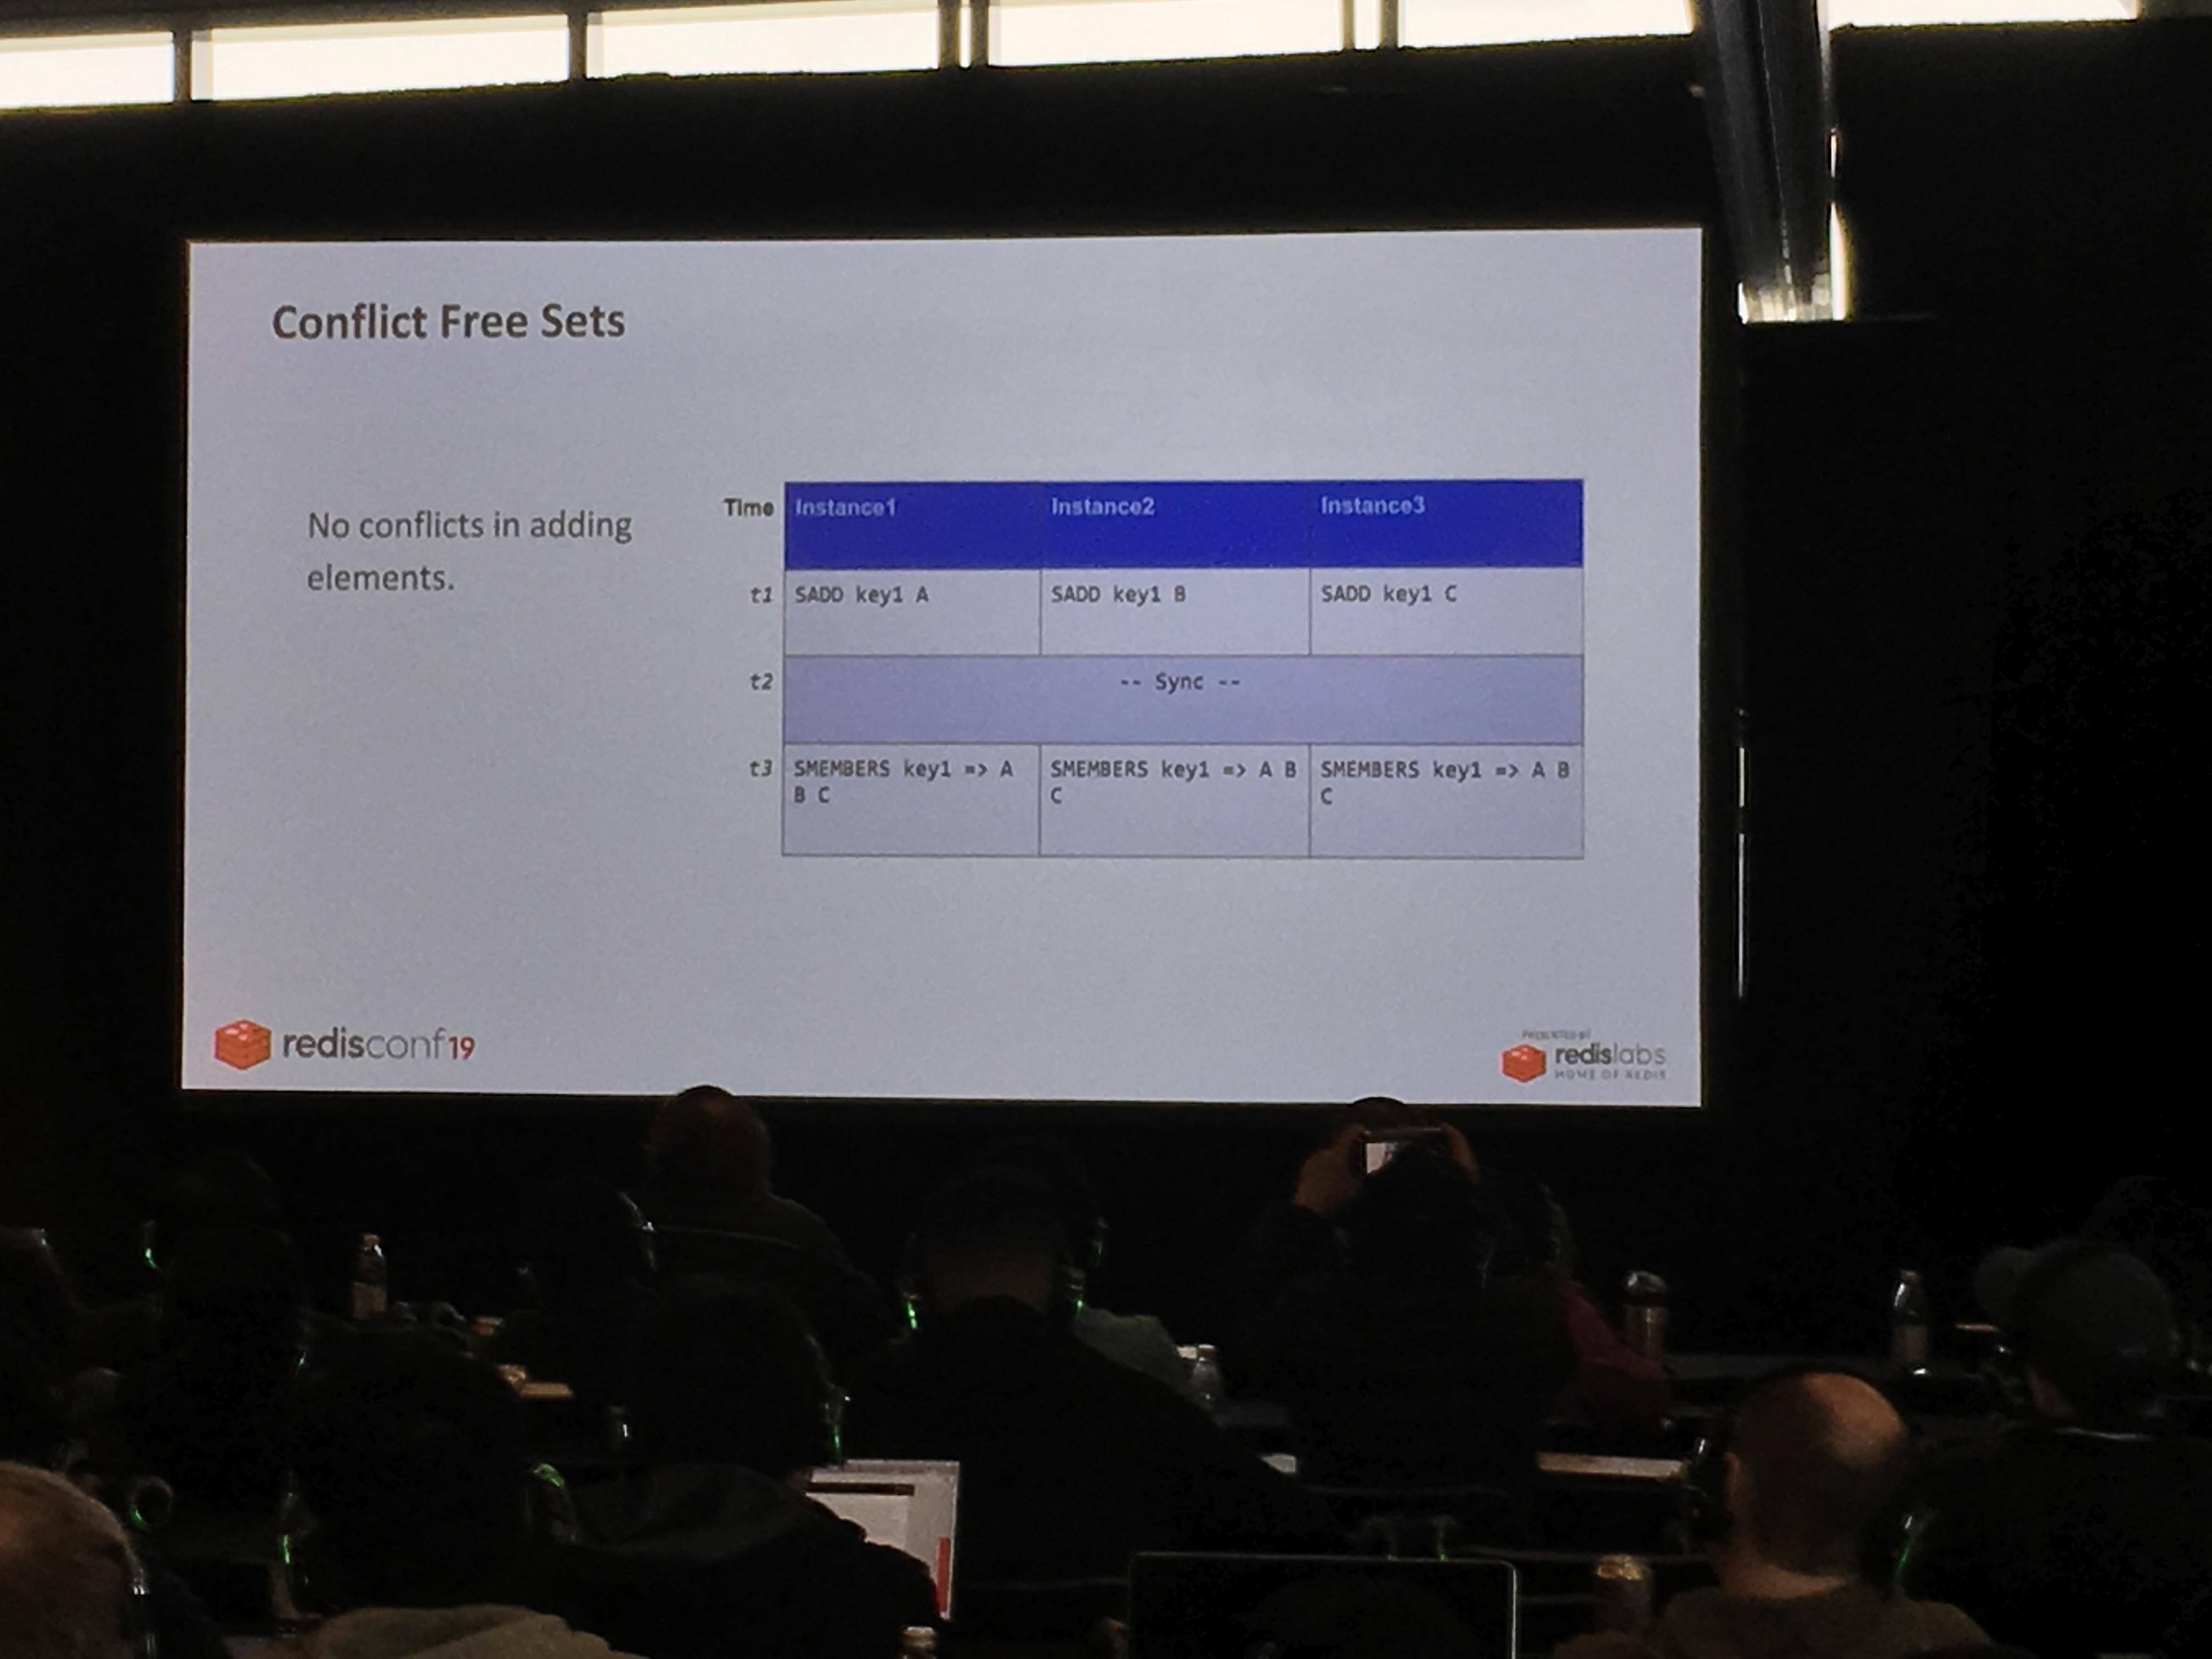 Conflict Free Sets
No conflicts in adding
elements.
Time Instance1 Instance2 Instance3
t1 SADD key1 A SADD key1 B SADD key1 C
t2 -- Sync --
t3 SMEMBERS key1 => A SMEMBERS key1 => A B SMEMBERS key1 => A B
B C C C
redisconf19
PRESENTED BY
redislabs
HOME OF REDIS